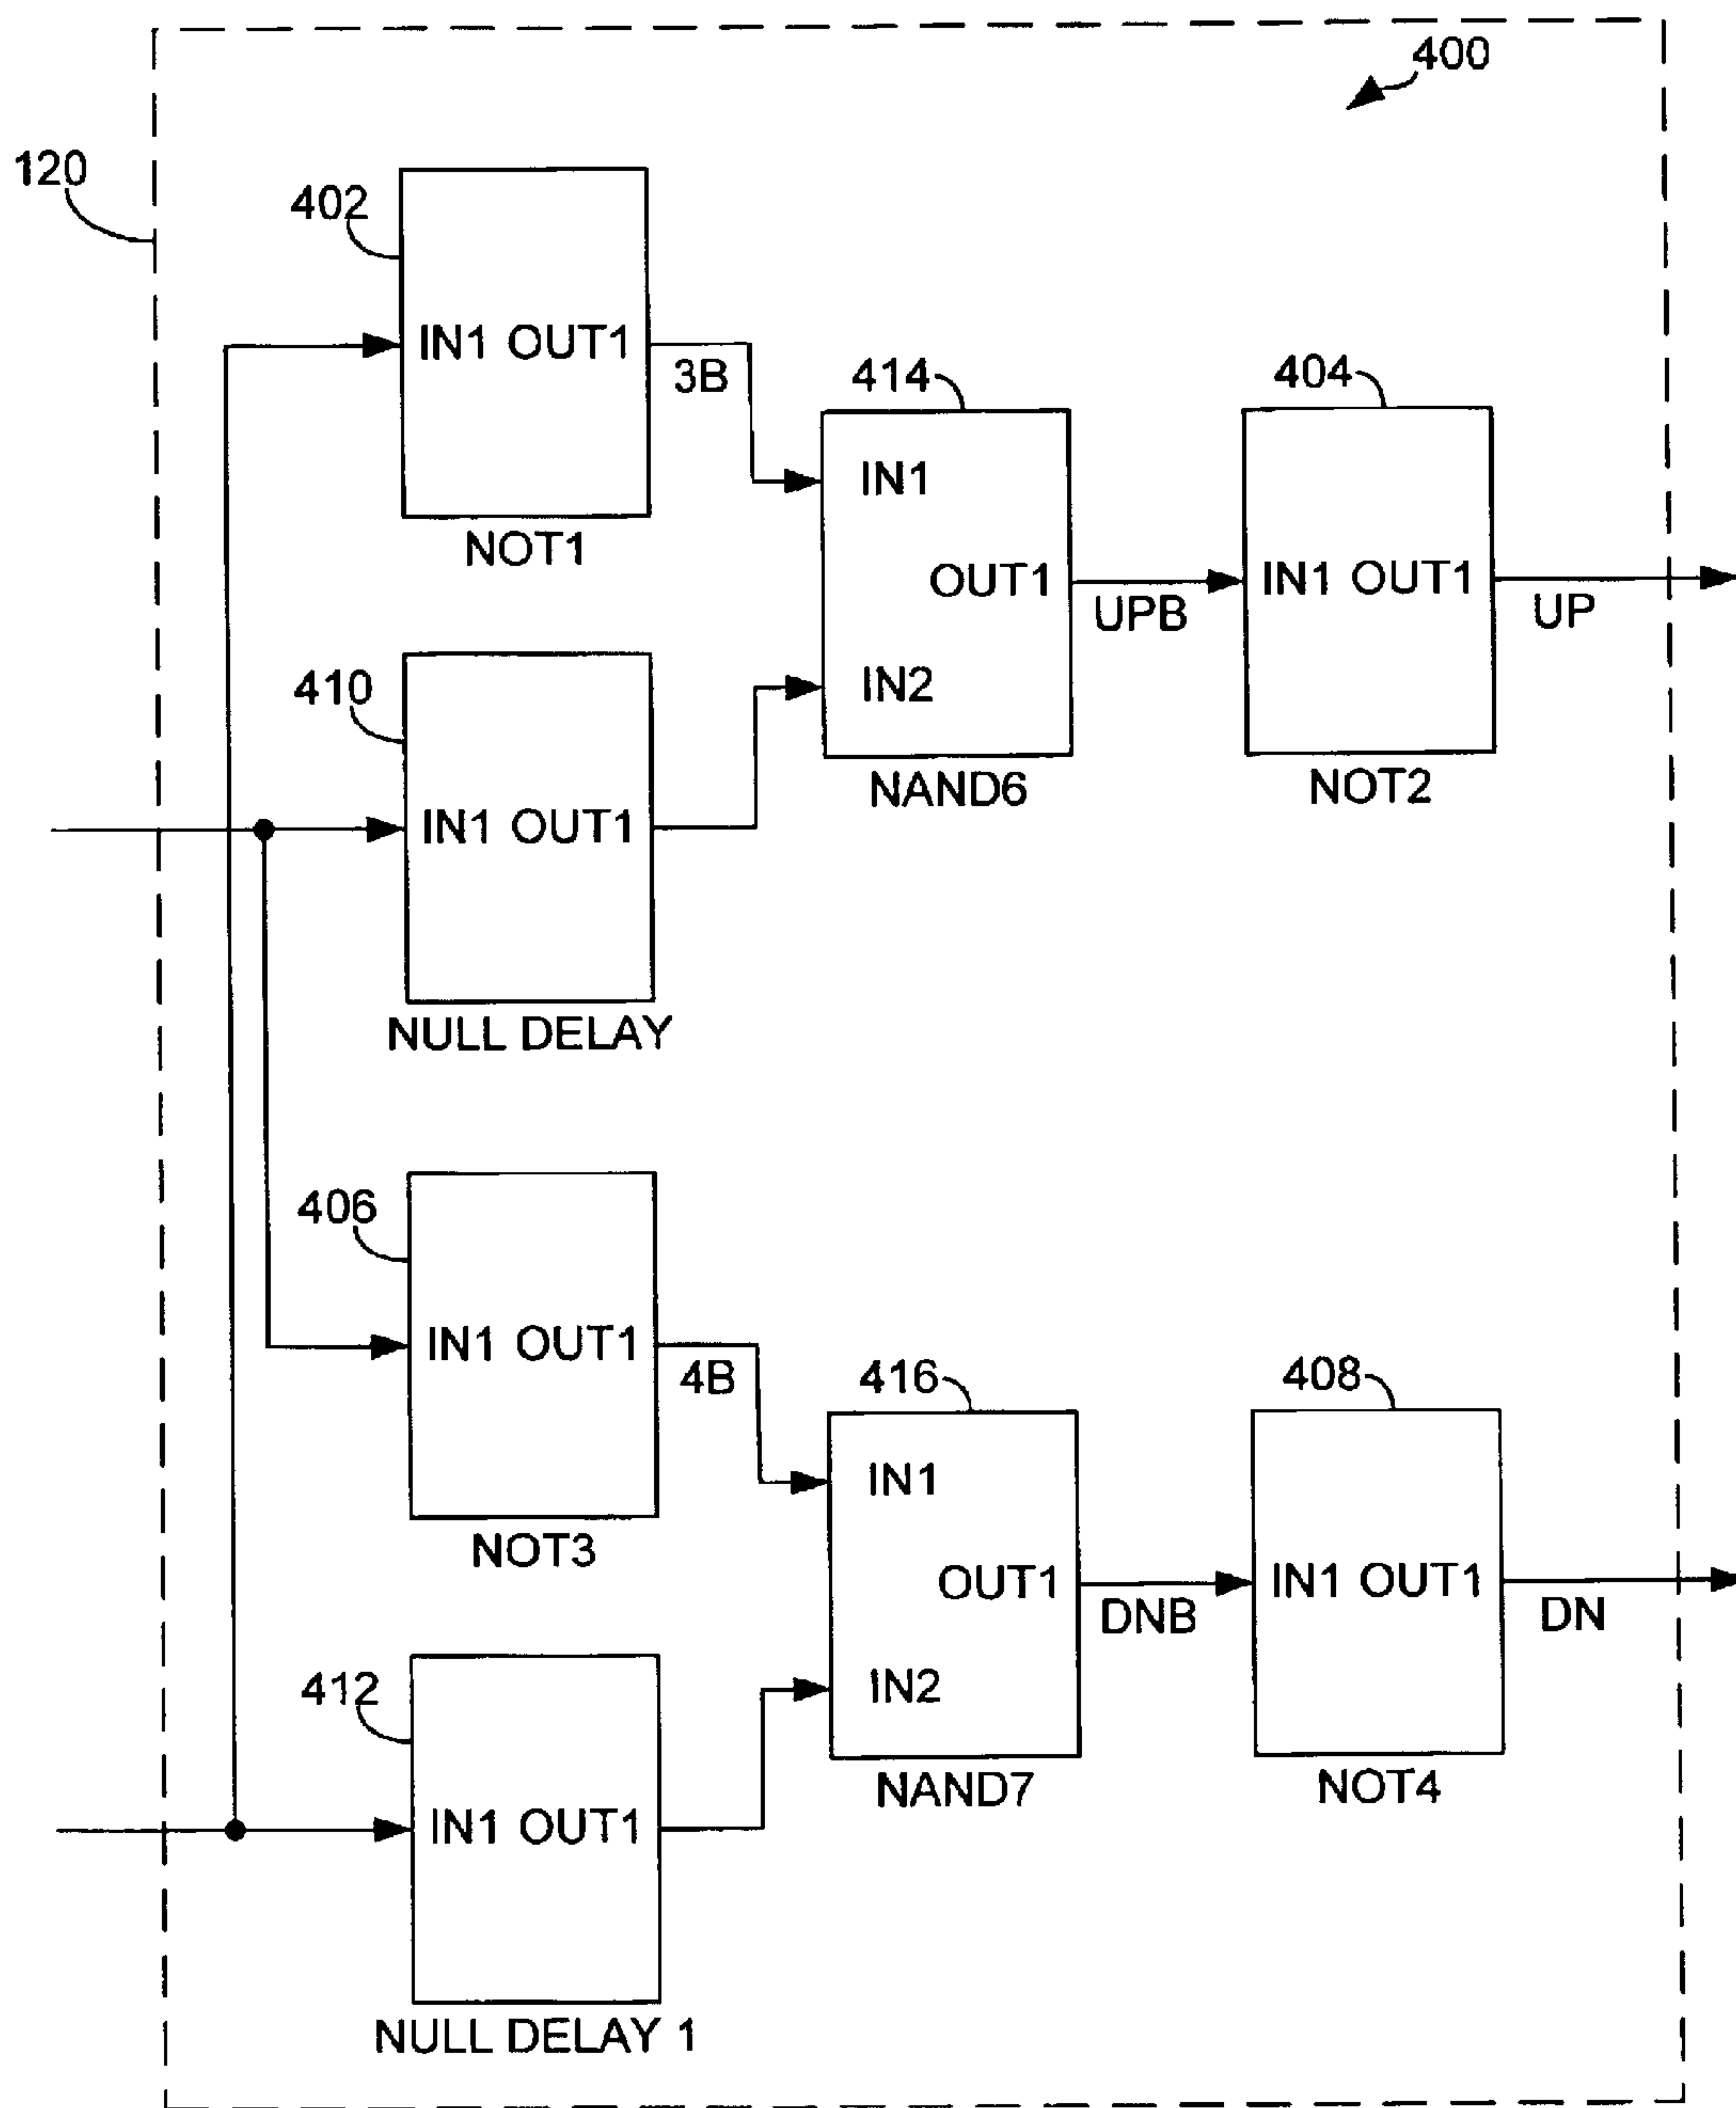 400
120
402
IN1 OUT1
3B
NOT1
414
IN1
OUT1
IN2
NAND6
UPB
404
IN1 OUT1
NOT2
UP
410
IN1 OUT1
NULL DELAY
406
IN1 OUT1
4B
NOT3
416
IN1
OUT1
IN2
NAND7
DNB
408
IN1 OUT1
NOT4
DN
412
IN1 OUT1
NULL DELAY 1